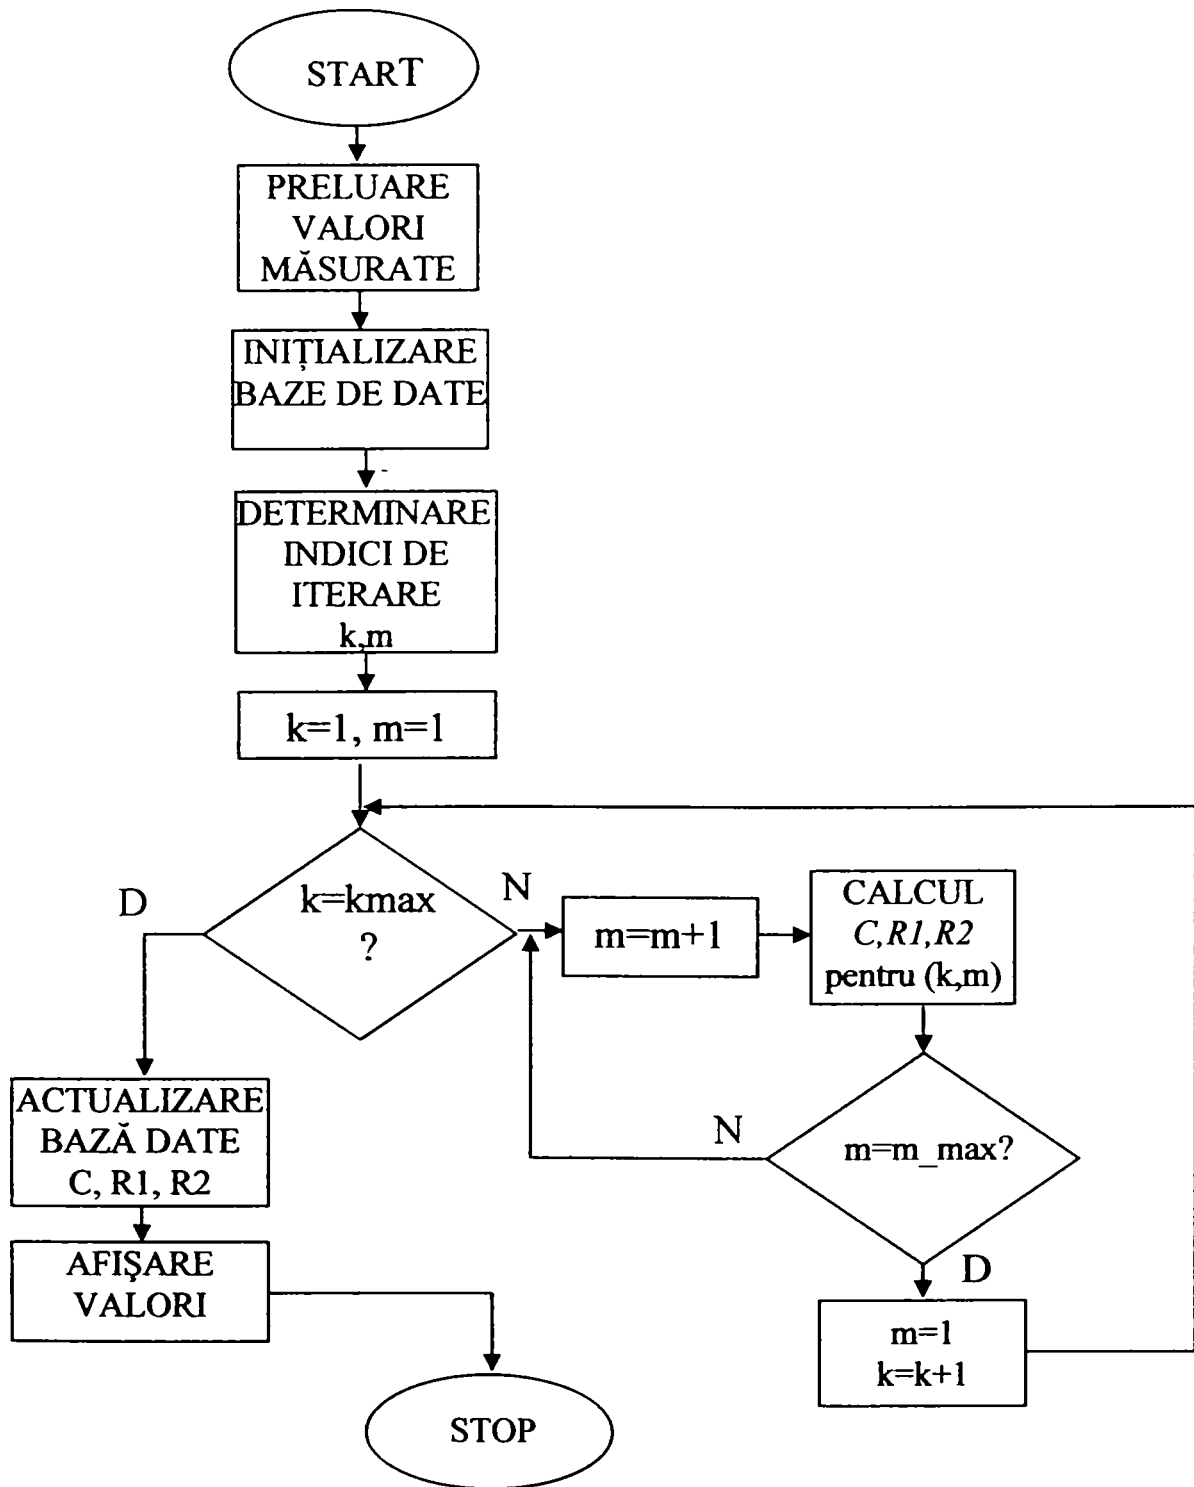 START
PRELUARE
VALORI
MĂSURATE
INIȚIALIZARE
BAZE DE DATE
DETERMINARE
INDICI DE
ITERARE
k,m
k=1, m=1
k=kmax
?
D
N
m=m+1
CALCUL
C,R1,R2
pentru (k,m)
m=m_max?
N
D
m=1
k=k+1
ACTUALIZARE
BAZĂ DATE
C, R1, R2
AFIŞARE
VALORI
STOP